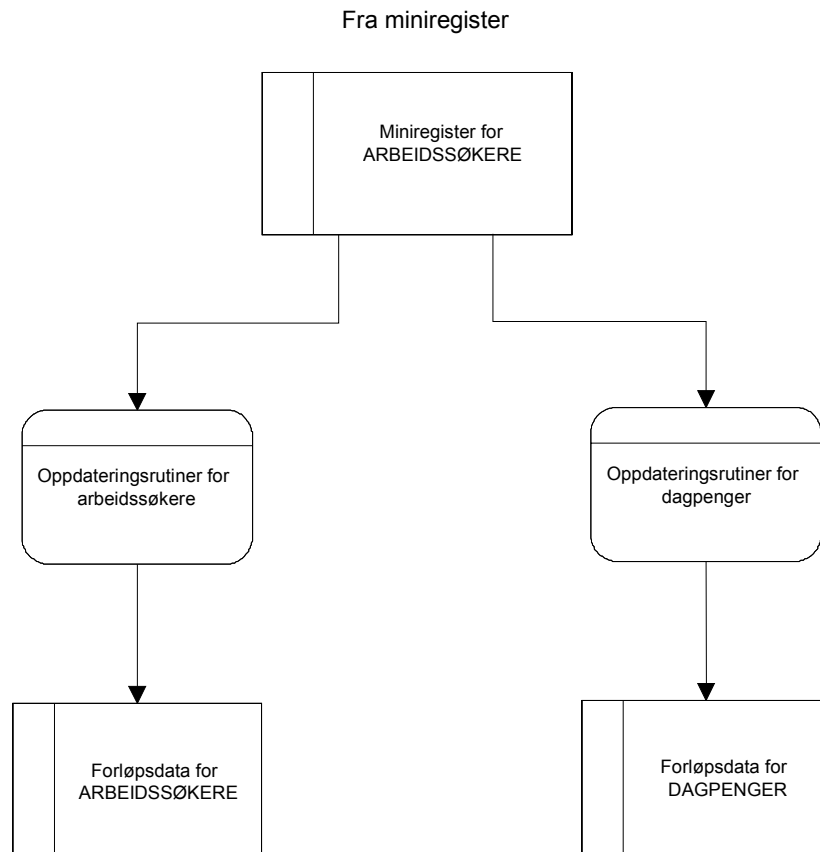 Fra miniregister
Miniregister for
ARBEIDSSØKERE
Oppdateringsrutiner for
arbeidssøkere
Oppdateringsrutiner for
dagpenger
Forløpsdata for
ARBEIDSSØKERE
Forløpsdata for
DAGPENGER